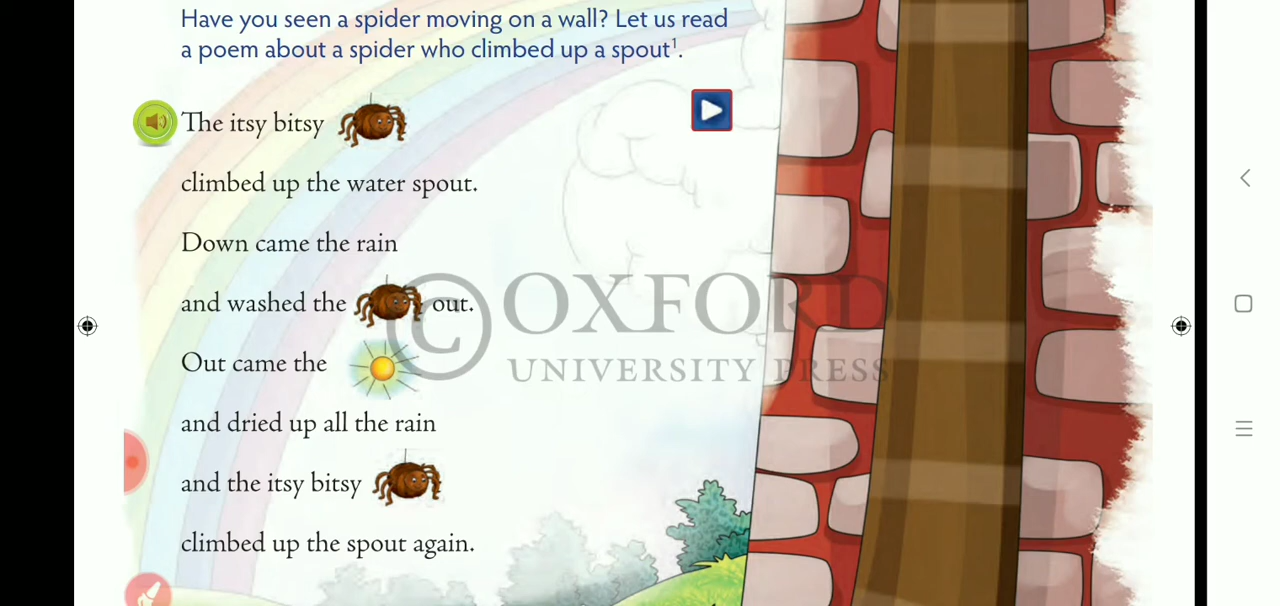 Have you seen a spider moving on a wall? Let us read
a poem about a spider who climbed up a spout¹.
The itsy bitsy
climbed up the water spout.
Down came the rain
and washed the out.
Out came the
and dried up all the rain
and the itsy bitsy
climbed up the spout again.
© OXFORD
UNIVERSITY PRESS